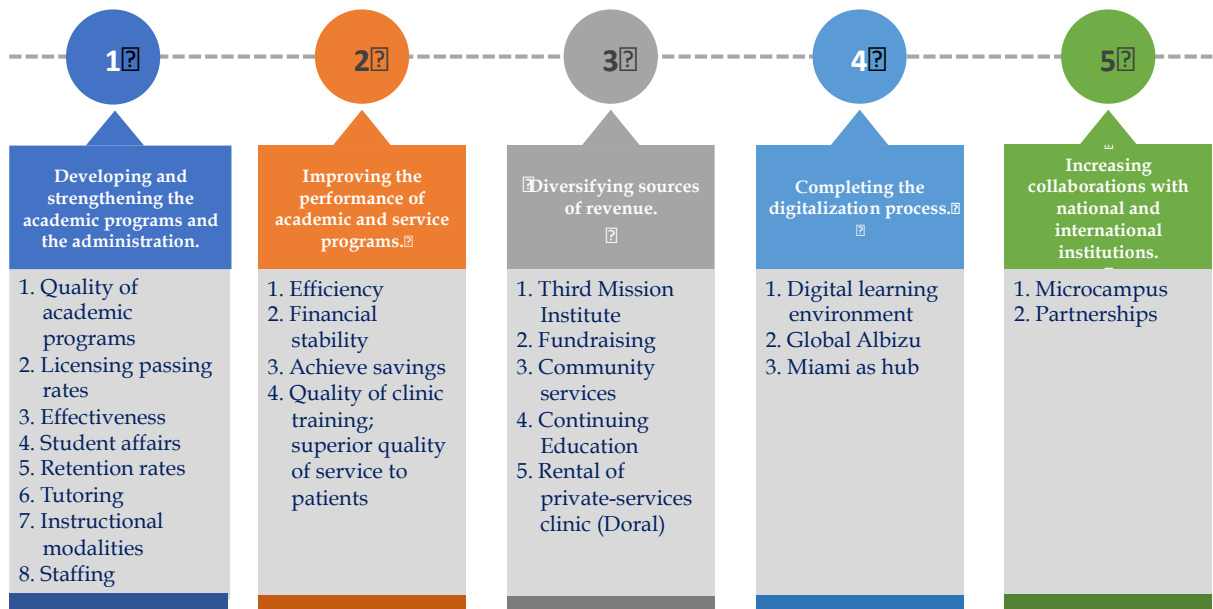 1
2
3
4
5
Developing and
strengthening the
academic programs and
the administration.
Improving the
performance of
academic and service
programs.
Diversifying sources
of revenue.
Completing the
digitalization process.
Increasing
collaborations with
national and
international
institutions.
1. Quality of
academic
programs
2. Licensing passing
rates
3. Effectiveness
4. Student affairs
5. Retention rates
6. Tutoring
7. Instructional
modalities
8. Staffing
1. Efficiency
2. Financial
stability
3. Achieve savings
4. Quality of clinic
training;
superior quality
of service to
patients
1. Third Mission
Institute
2. Fundraising
3. Community
services
4. Continuing
Education
5. Rental of
private-services
clinic (Doral)
1. Digital learning
environment
2. Global Albizu
3. Miami as hub
1. Microcampus
2. Partnerships